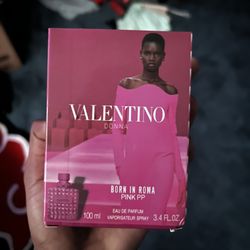 VALENTINO
DONNA
BORN IN ROMA
PINK PP
100 ml
EAU DE PARFUM
VAPORISATEUR SPRAY
3.4 FL.OZ